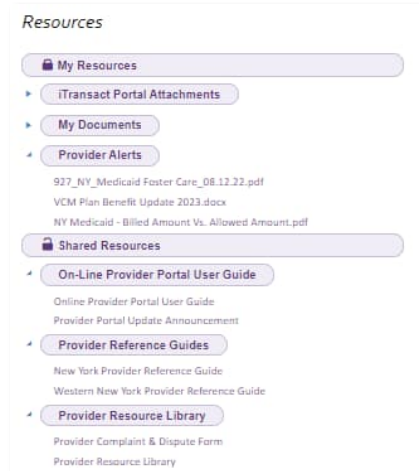 Resources
My Resources
iTransact Portal Attachments
My Documents
Provider Alerts
927_NY_Medicaid Foster Care_08.12.22.pdf
VCM Plan Benefit Update 2023.docx
NY Medicaid - Billed Amount Vs. Allowed Amount.pdf
Shared Resources
On-Line Provider Portal User Guide
Online Provider Portal User Guide
Provider Portal Update Announcement
Provider Reference Guides
New York Provider Reference Guide
Western New York Provider Reference Guide
Provider Resource Library
Provider Complaint & Dispute Form
Provider Resource Library